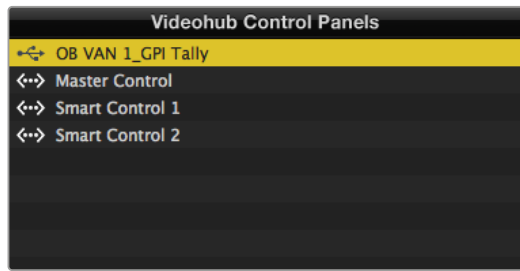 Videohub Control Panels
OB VAN 1_GPI Tally
Master Control
Smart Control 1
Smart Control 2